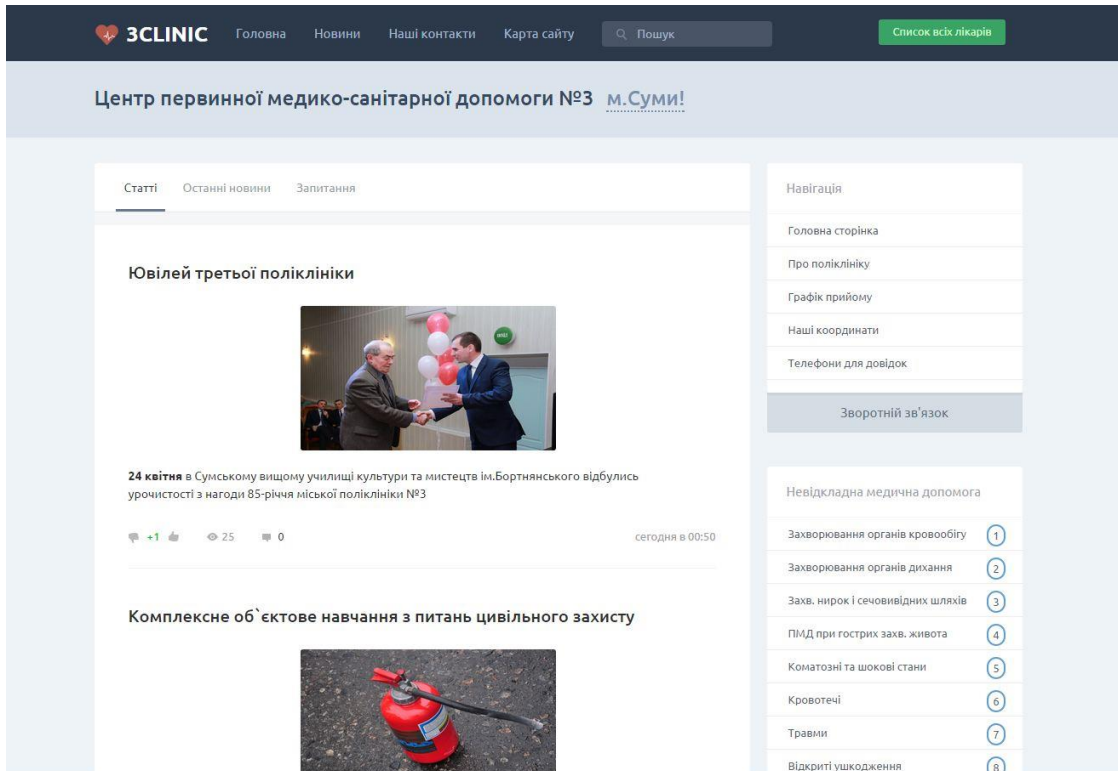 3CLINIC Головна Новини Наші контакти Карта сайту Пошук Список всіх лікарів
Центр первинної медико-санітарної допомоги №3 м.Суми!
Статті Останні новини Запитання
Ювілей третьої поліклініки
24 квітня в Сумському вищому училищі культури та мистецтв ім.Бортнянського відбулись
урочистості з нагоди 85-річчя міської поліклініки №3
+1 25 0 сегодня в 00:50
Комплексне об`єктове навчання з питань цивільного захисту
Навігація
Головна сторінка
Про поліклініку
Графік прийому
Наші координати
Телефони для довідок
Зворотній зв'язок
Невідкладна медична допомога
Захворювання органів кровообігу 1
Захворювання органів дихання 2
Захв. нирок і сечовивідних шляхів 3
ПМД при гострих захв. живота 4
Коматозні та шокові стани 5
Кровотечі 6
Травми 7
Відкриті ушкодження 8